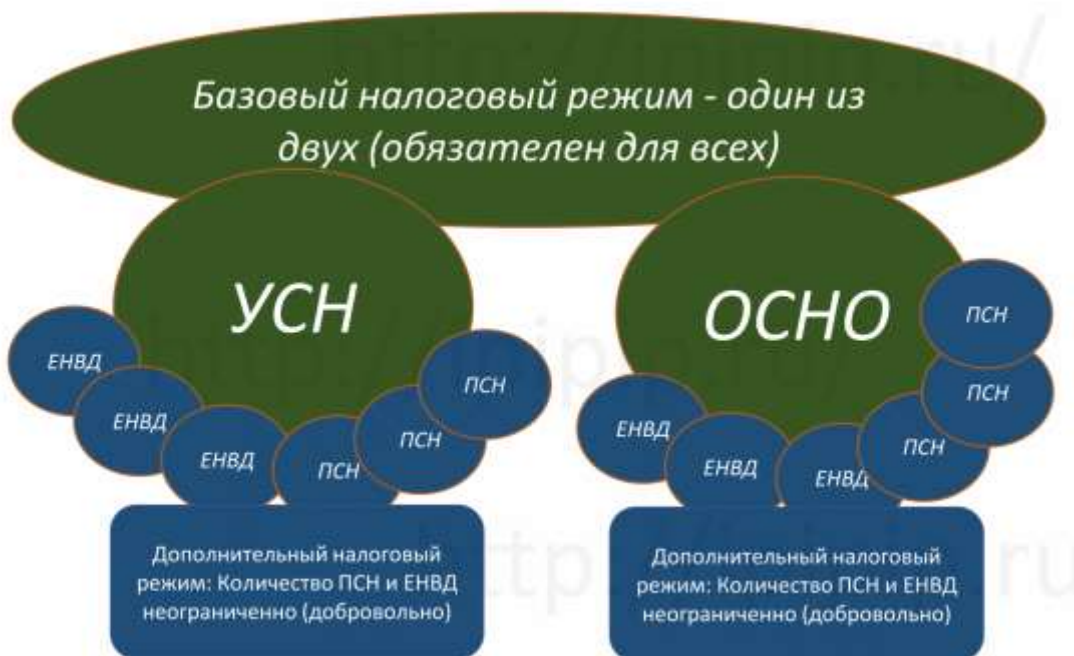 Базовый налоговый режим - один из
двух (обязателен для всех)
УСН
ОСНО
ЕНВД
ЕНВД
ЕНВД
ПСН
ПСН
ПСН
ЕНВД
ЕНВД
ЕНВД
ПСН
ПСН
ПСН
Дополнительный налоговый
режим: Количество ПСН и ЕНВД
неограниченно (добровольно)
Дополнительный налоговый
режим: Количество ПСН и ЕНВД
неограниченно (добровольно)